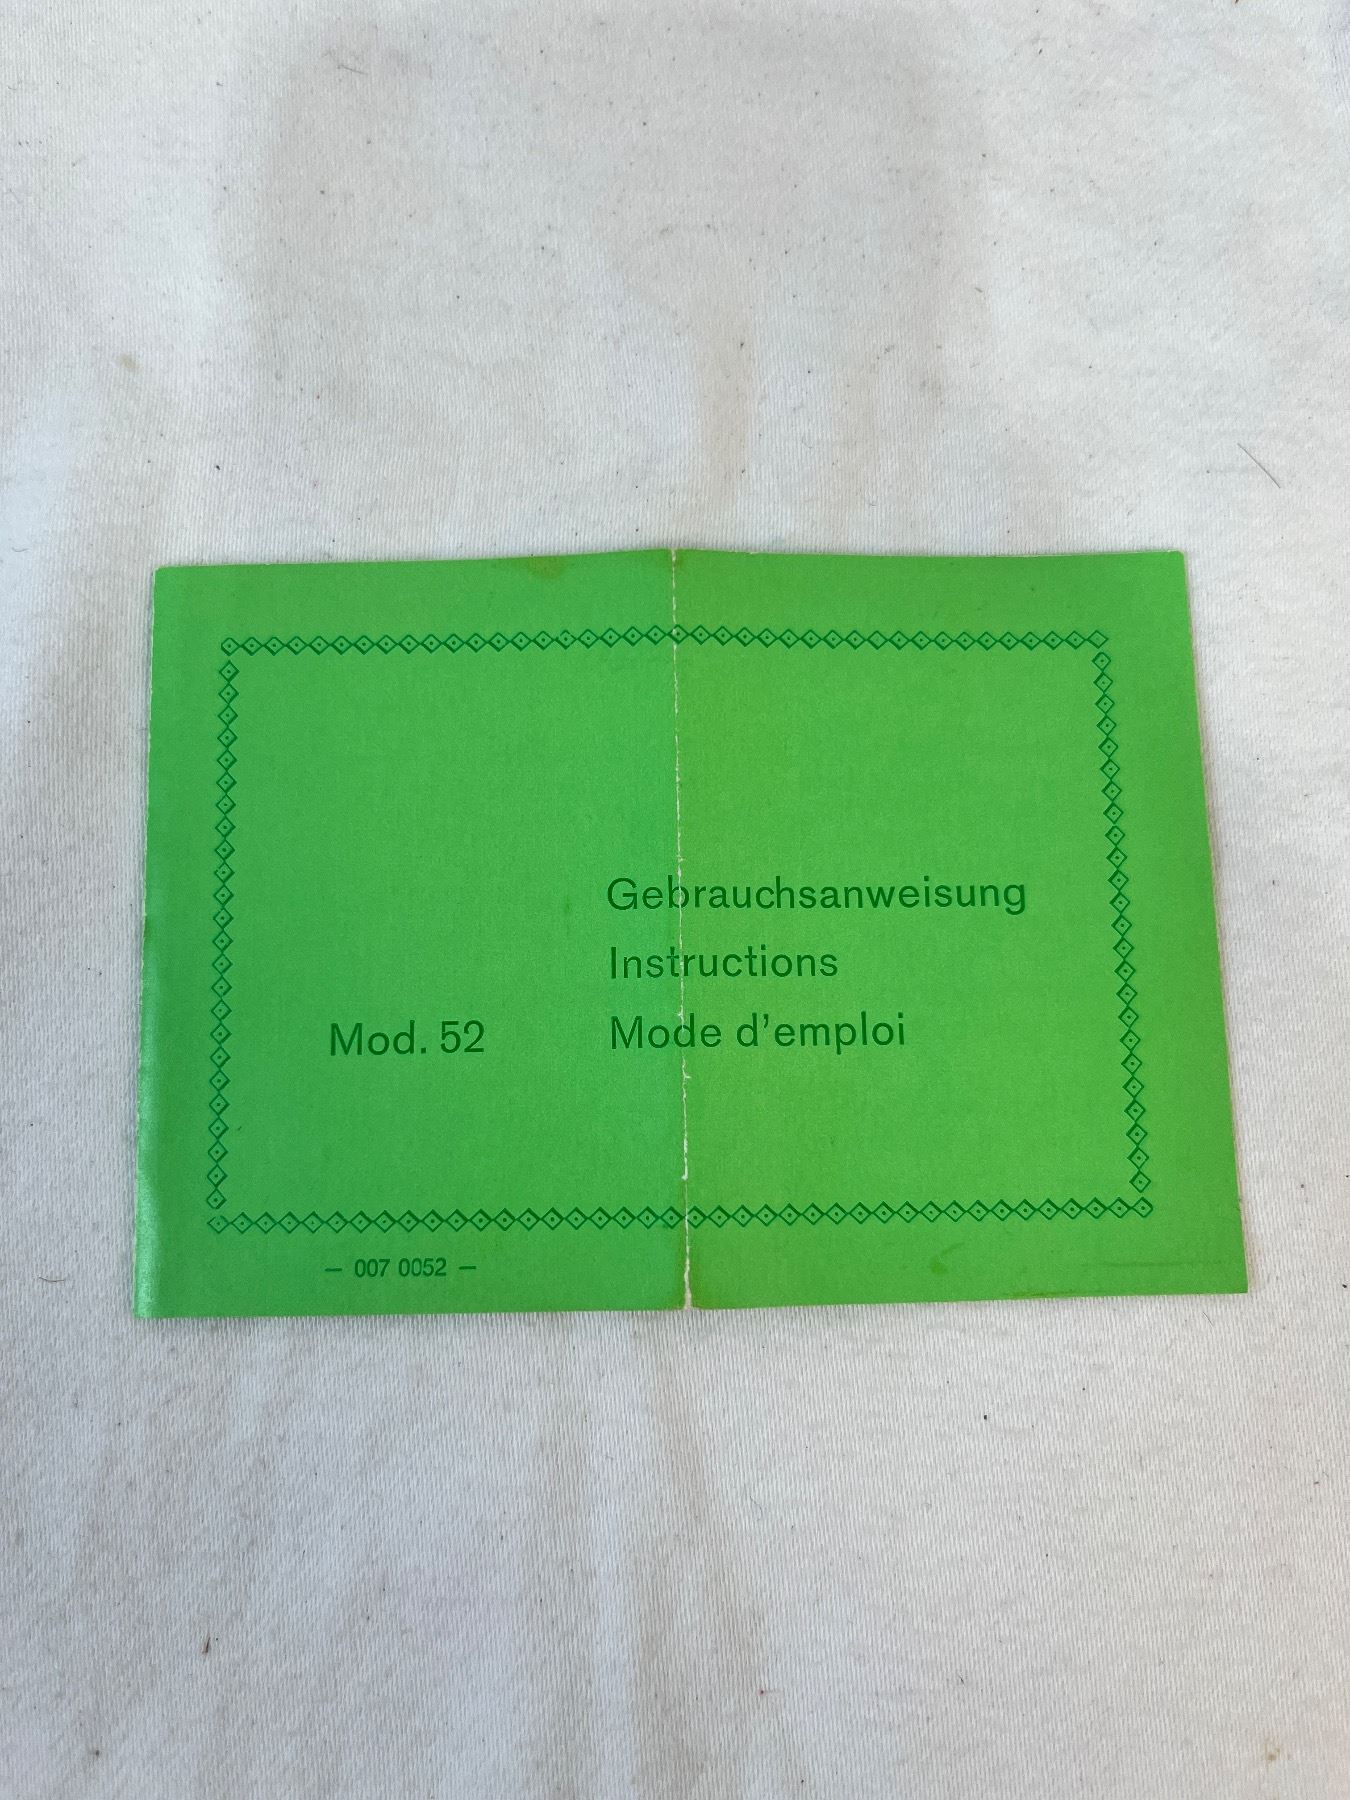 Gebrauchsanweisung
Instructions
Mod. 52
Mode d'emploi
— 007 0052 —